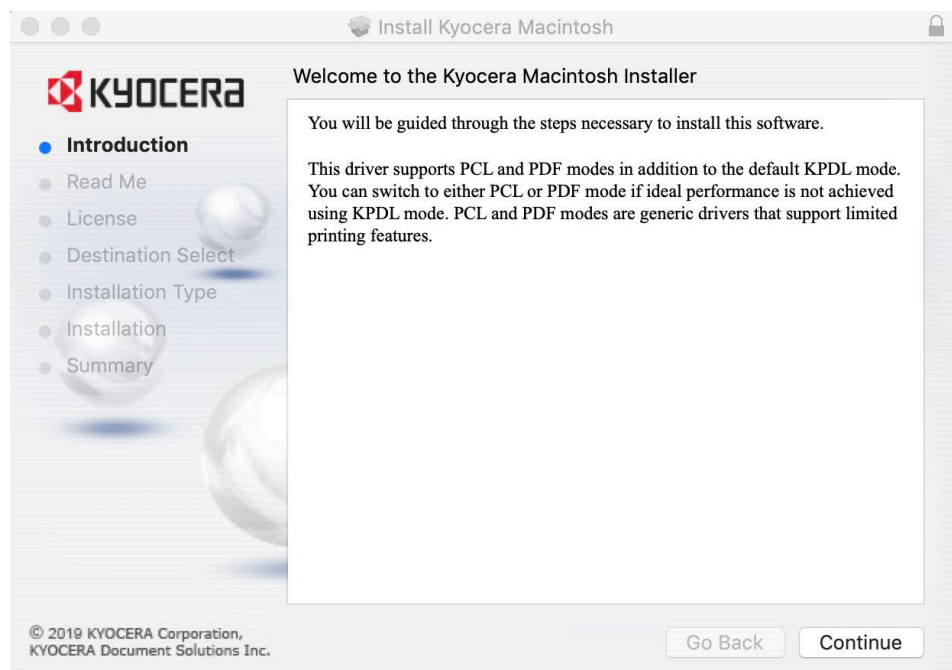 Install Kyocera Macintosh
KYOCERA
Welcome to the Kyocera Macintosh Installer
Introduction
Read Me
License
Destination Select
Installation Type
Installation
Summary
You will be guided through the steps necessary to install this software.
This driver supports PCL and PDF modes in addition to the default KPDL mode.
You can switch to either PCL or PDF mode if ideal performance is not achieved
using KPDL mode. PCL and PDF modes are generic drivers that support limited
printing features.
© 2019 KYOCERA Corporation,
KYOCERA Document Solutions Inc.
Go Back
Continue